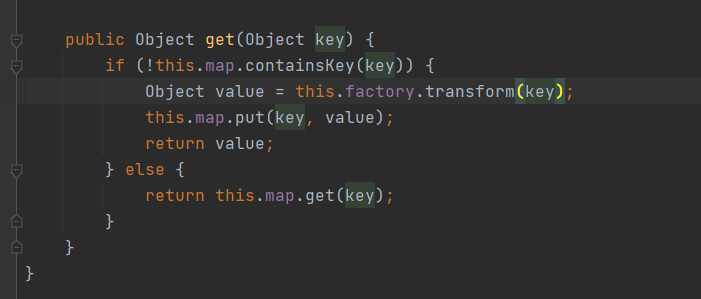 public Object get(Object key) {
if (!this.map.containsKey(key)) {
Object value = this.factory.transform(key);
this.map.put(key, value);
return value;
} else {
return this.map.get(key);
}
}
}